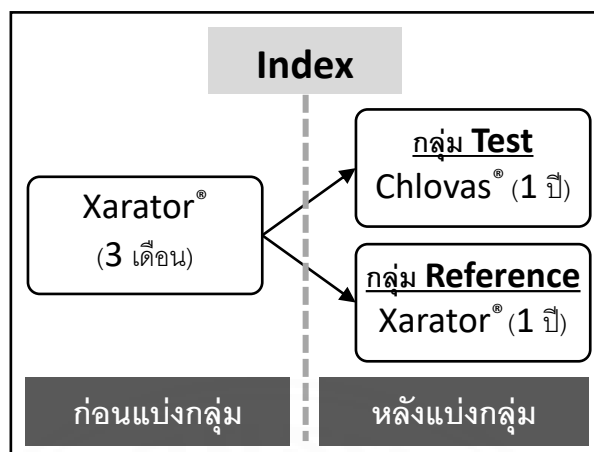 Index
Xarator®
(3 เดือน)
กลุ่ม Test
Chlovas® (1 ปี)
กลุ่ม Reference
Xarator® (1 ปี)
ก่อนแบ่งกลุ่ม
หลังแบ่งกลุ่ม